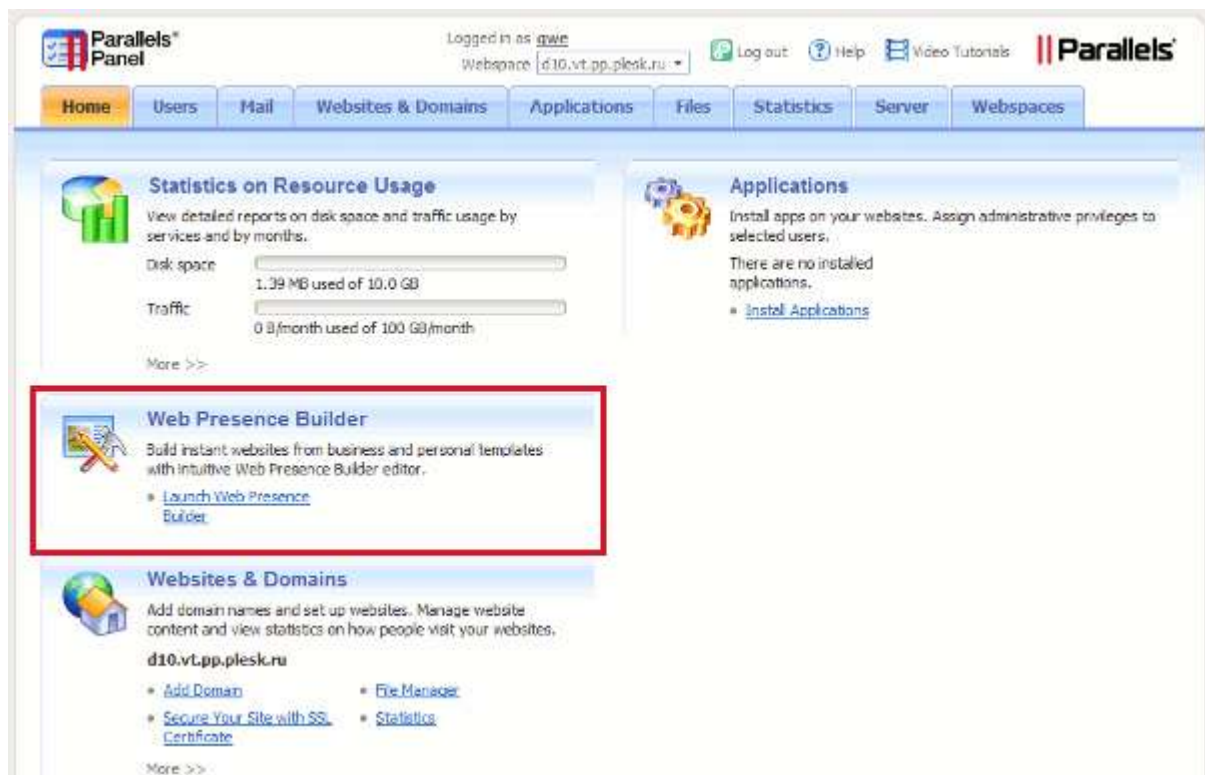 Parallels®
Panel
Logged in as qwe
Webspace d10.vt.pp.plesk.ru
Log out
Help
Video Tutorials
Parallels®
Home
Users
Mail
Websites & Domains
Applications
Files
Statistics
Server
Webspaces
Statistics on Resource Usage
View detailed reports on disk space and traffic usage by
services and by months.
Disk space
1.39 MB used of 10.0 GB
Traffic
0 B/month used of 100 GB/month
More >>
Applications
Install apps on your websites. Assign administrative privileges to
selected users.
There are no installed
applications.
Install Applications
Web Presence Builder
Build instant websites from business and personal templates
with intuitive Web Presence Builder editor.
Launch Web Presence
Builder
Websites & Domains
Add domain names and set up websites. Manage website
content and view statistics on how people visit your websites.
d10.vt.pp.plesk.ru
Add Domain
File Manager
Secure Your Site with SSL
Certificate
Statistics
More >>